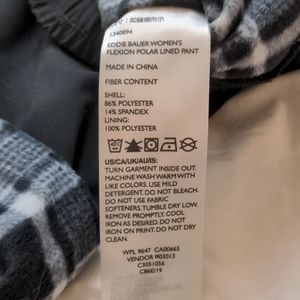 1340894
EDDIE BAUER WOMEN'S
FLEXION POLAR LINED PANT
MADE IN CHINA
FIBER CONTENT
SHELL:
86% POLYESTER
14% SPANDEX
LINING:
100% POLYESTER
US/CA/UK/AU/IS:
TURN GARMENT INSIDE OUT.
MACHINE WASH WARM WITH
LIKE COLORS. USE MILD
DETERGENT. DO NOT BLEACH.
DO NOT USE FABRIC
SOFTENERS. TUMBLE DRY LOW.
REMOVE PROMPTLY. COOL
IRON AS DESIRED. DO NOT
IRON ON PRINT. DO NOT DRY
CLEAN.
WPL 9647 CA00665
VENDOR #03013
C3051056
CB6E/19